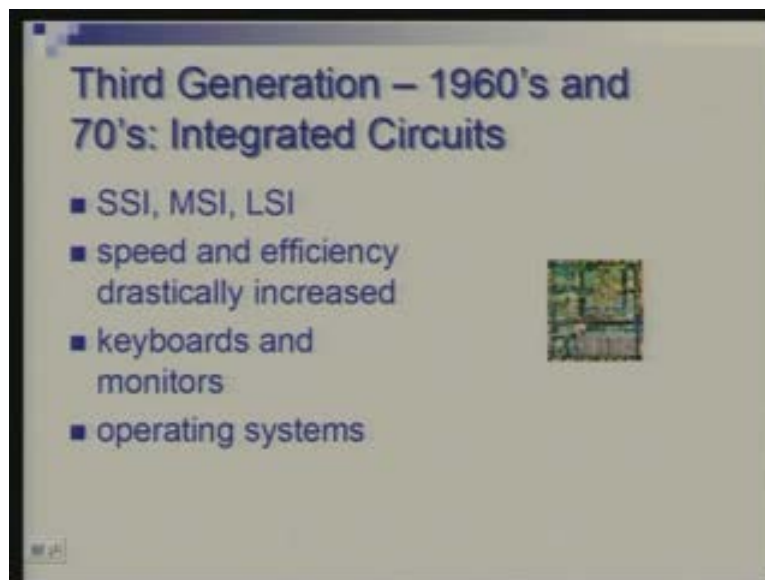 Third Generation – 1960's and
70's: Integrated Circuits
SSI, MSI, LSI
speed and efficiency
drastically increased
keyboards and
monitors
operating systems